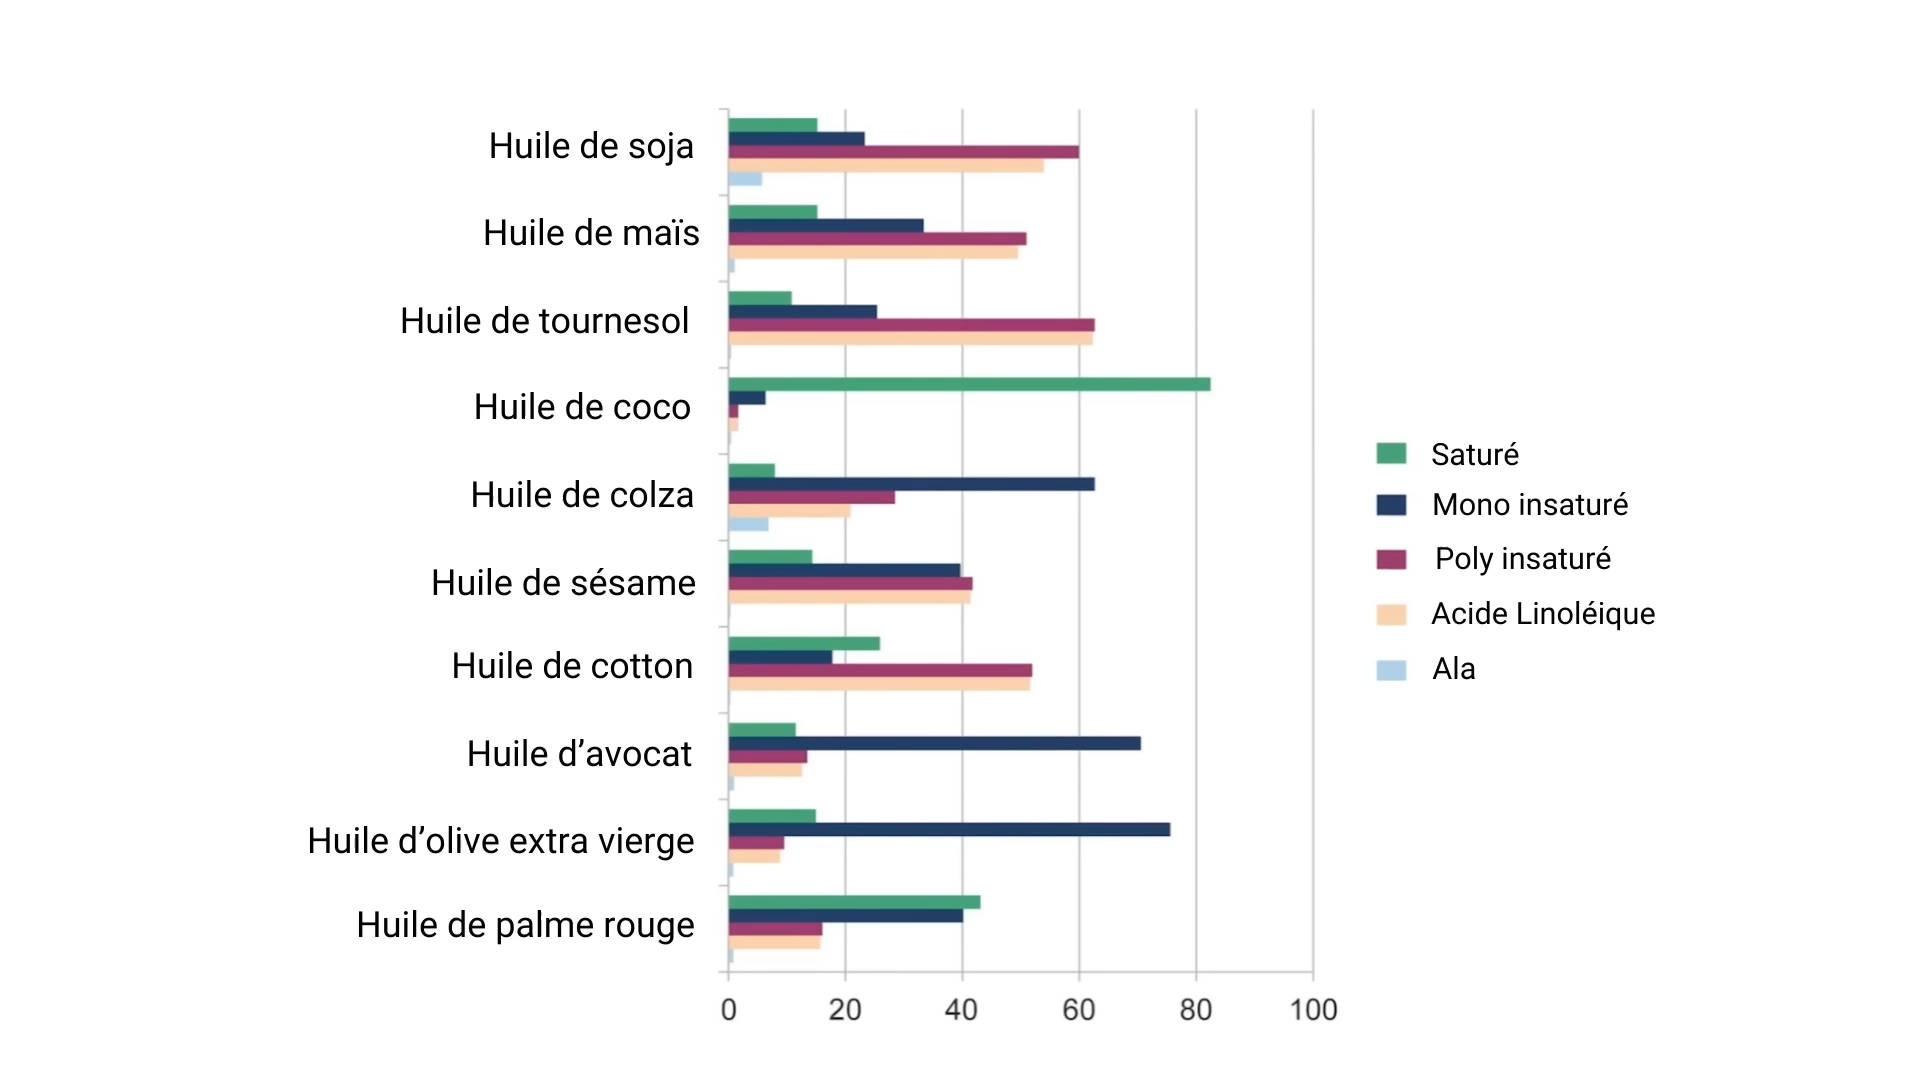 Huile de soja
Huile de maïs
Huile de tournesol
Huile de coco
Huile de colza
Huile de sésame
Huile de cotton
Huile d’avocat
Huile d’olive extra vierge
Huile de palme rouge
0 20 40 60 80 100
Saturé
Mono insaturé
Poly insaturé
Acide Linoléique
Ala